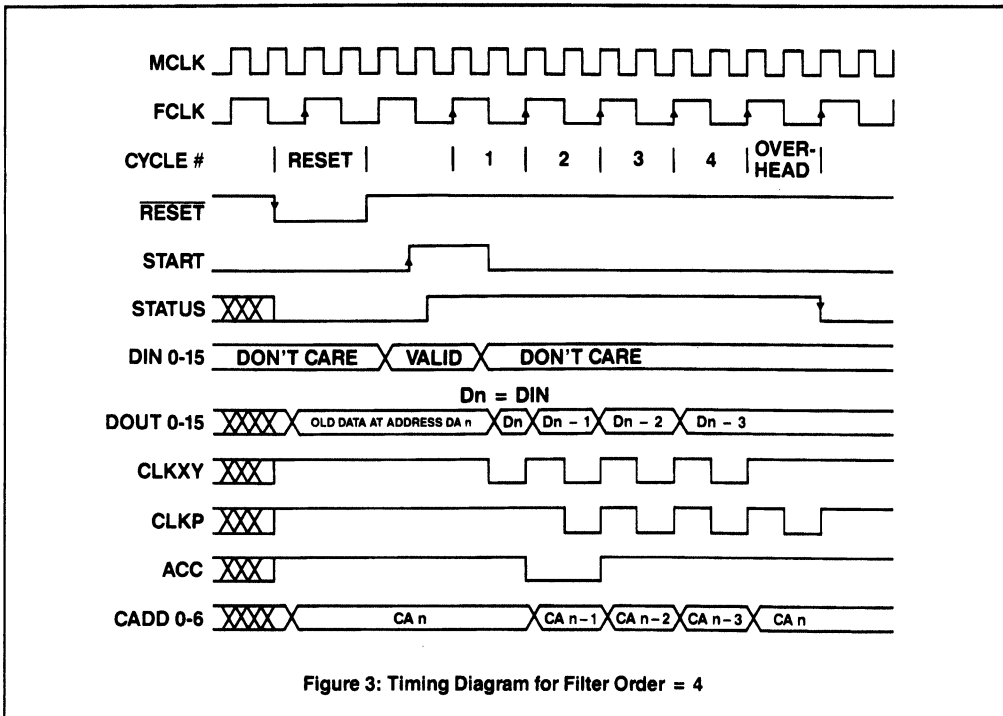 MCLK
FCLK
CYCLE # | RESET | | 1 | 2 | 3 | 4 | OVER-HEAD |
RESET
START
STATUS
DIN 0-15 DON'T CARE VALID DON'T CARE
Dn = DIN
DOUT 0-15 OLD DATA AT ADDRESS DA n Dn Dn - 1 Dn - 2 Dn - 3
CLKXY
CLKP
ACC
CADD 0-6 CA n CA n-1 CA n-2 CA n-3 CA n
Figure 3: Timing Diagram for Filter Order = 4